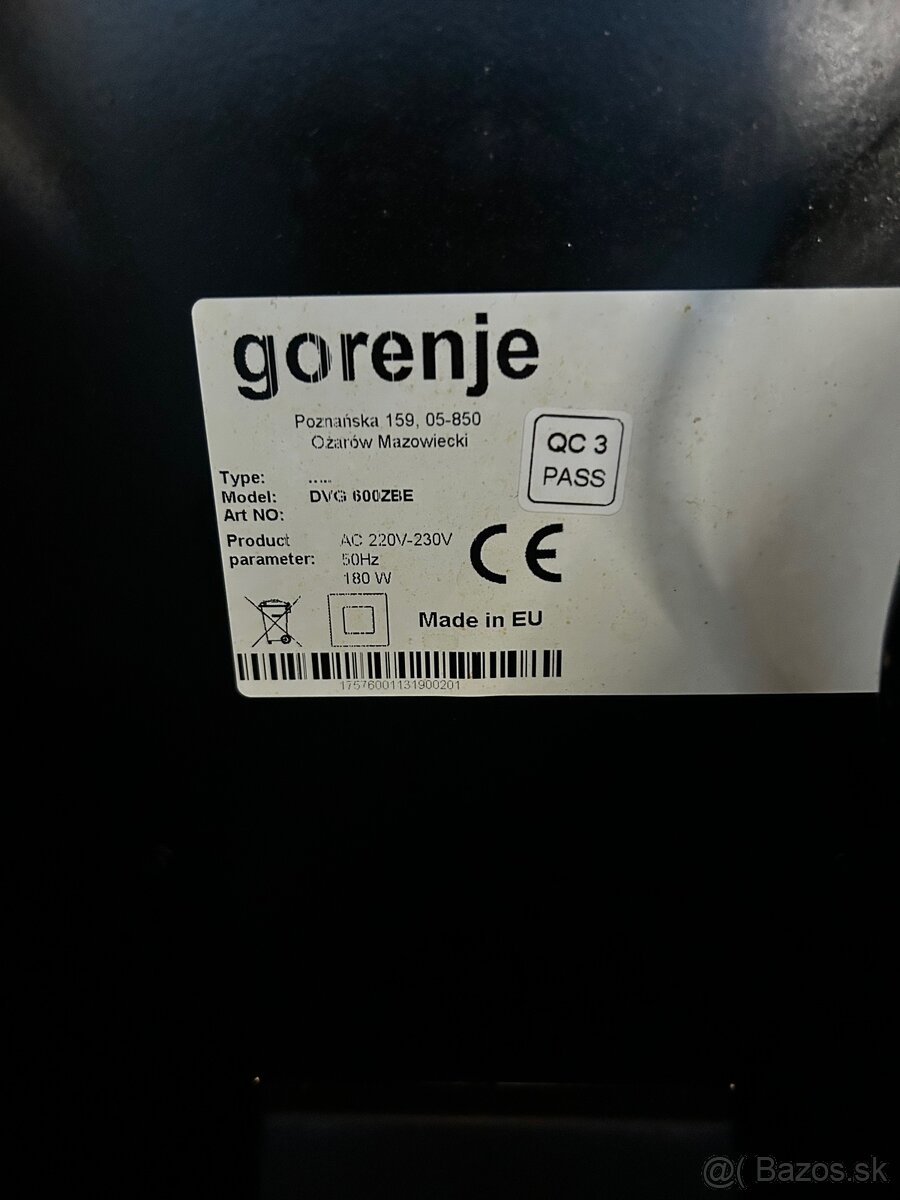 gorenje
Poznańska 159, 05-850
Ożarów Mazowiecki
QC 3
PASS
Type: .....
Model: DVG 600ZBE
Art NO:
Product parameter: AC 220V-230V
50Hz
180 W
CE
Made in EU
17576001131900201
@( Bazos.sk